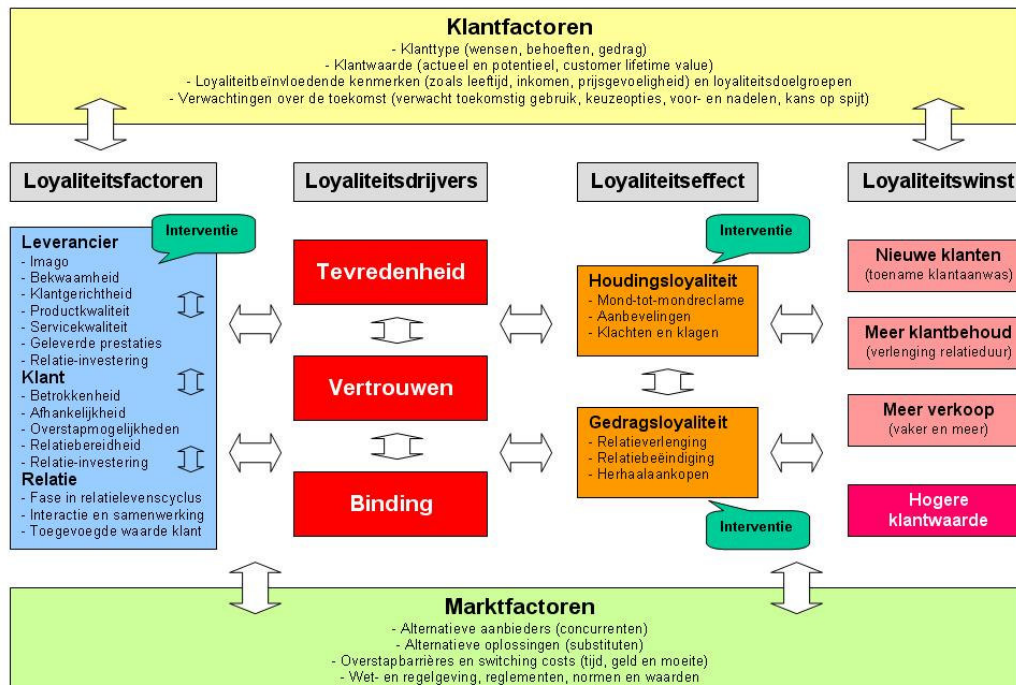 Klantfactoren
- Klanttype (wensen, behoeften, gedrag)
- Klantwaarde (actueel en potentieel, customer lifetime value)
- Loyaliteitbeïnvloedende kenmerken (zoals leeftijd, inkomen, prijsgevoeligheid) en loyaliteitsdoelgroepen
- Verwachtingen over de toekomst (verwacht toekomstig gebruik, keuzeopties, voor- en nadelen, kans op spijt)
Loyaliteitsfactoren
Interventie
Leverancier
- Imago
- Bekwaamheid
- Klantgerichtheid
- Productkwaliteit
- Servicekwaliteit
- Geleverde prestaties
- Relatie-investering
Klant
- Betrokkenheid
- Afhankelijkheid
- Overstapmogelijkheden
- Relatiebereidheid
- Relatie-investering
Relatie
- Fase in relatielevenscyclus
- Interactie en samenwerking
- Toegevoegde waarde klant
Loyaliteitsdrijvers
Tevredenheid
Vertrouwen
Binding
Loyaliteitseffect
Interventie
Houdingsloyaliteit
- Mond-tot-mondreclame
- Aanbevelingen
- Klachten en klagen
Gedragsloyaliteit
- Relatieverlenging
- Relatiebeëindiging
- Herhaalaankopen
Interventie
Loyaliteitswinst
Nieuwe klanten
(toename klantaanwas)
Meer klantbehoud
(verlenging relatieduur)
Meer verkoop
(vaker en meer)
Hogere
klantwaarde
Marktfactoren
- Alternatieve aanbieders (concurrenten)
- Alternatieve oplossingen (substituten)
- Overstapbarrières en switching costs (tijd, geld en moeite)
- Wet- en regelgeving, reglementen, normen en waarden